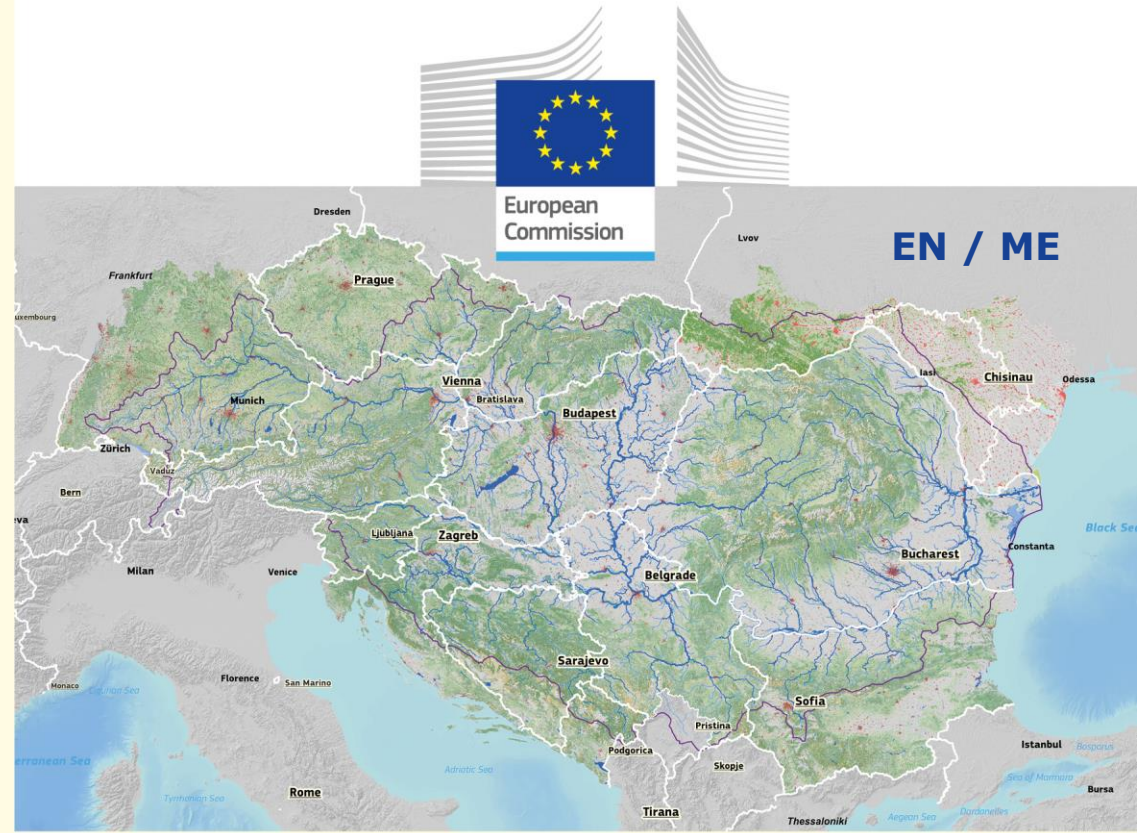 European
Commission
EN / ME
Dresden
Lvov
Frankfurt
Prague
uxembourg
Vienna
Bratislava
Iasi
Chisinau
Odessa
Munich
Budapest
Zürich
Vaduz
Bern
eva
Ljubljana
Zagreb
Black Se
Constanta
Bucharest
Milan
Venice
Belgrade
Sarajevo
Florence
San Marino
Monaco
Ligurian Sea
Sofia
Pristina
Podgorica
Istanbul
Bosporus
erranean Sea
Adriatic Sea
Skopje
Sea of Marmara
Bursa
Rome
Tyrrhenian Sea
Tirana
Thessaloniki
Aegean Sea
Dardanelles